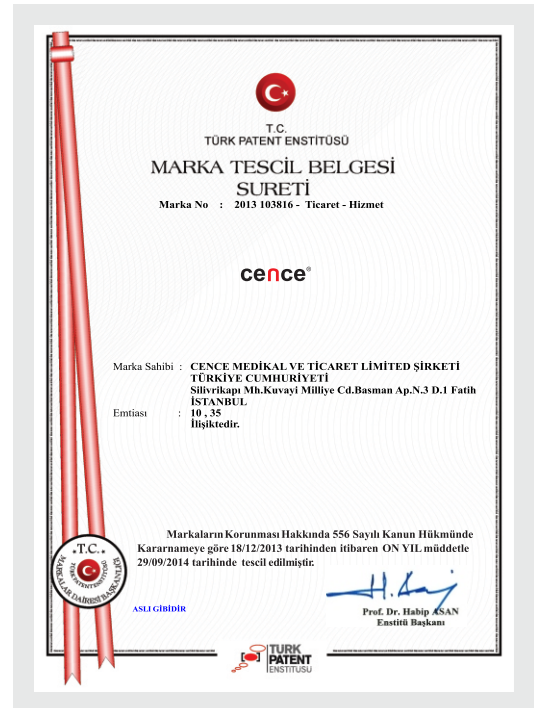 T.C.
TÜRK PATENT ENSTİTÜSÜ
MARKA TESCİL BELGESİ
SURETİ
Marka No : 2013 103816 - Ticaret - Hizmet
cence®
Marka Sahibi : CENCE MEDİKAL VE TİCARET LİMİTED ŞİRKETİ
TÜRKİYE CUMHURİYETİ
Silivrikapı Mh.Kuvayi Milliye Cd.Basman Ap.N.3 D.1 Fatih
İSTANBUL
Emtiası : 10 , 35
İlişiktedir.
Markaların Korunması Hakkında 556 Sayılı Kanun Hükmünde
Kararnameye göre 18/12/2013 tarihinden itibaren ON YIL müddetle
29/09/2014 tarihinde tescil edilmiştir.
T.C.
MARKALAR DAİRESİ BAŞKANLIĞI
TÜRK PATENT ENSTİTÜSÜ
ASLI GİBİDİR
Prof. Dr. Habip ASAN
Enstitü Başkanı
TÜRK
PATENT
ENSTİTÜSÜ